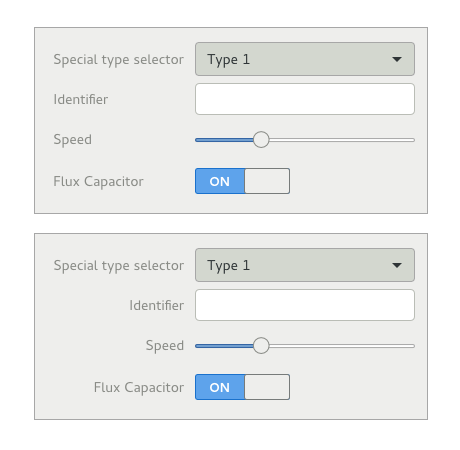 Special type selector Type 1
Identifier
Speed
Flux Capacitor ON
Special type selector Type 1
Identifier
Speed
Flux Capacitor ON